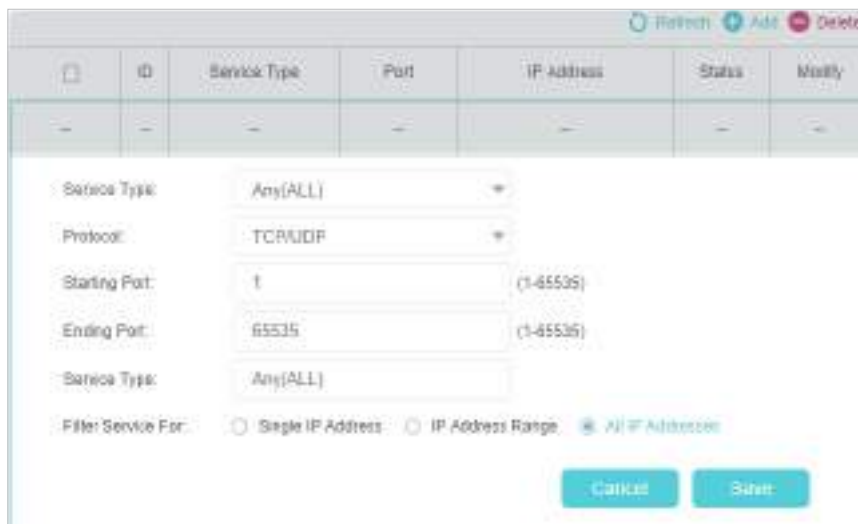 Refresh Add Delete
ID Service Type Port IP Address Status Modify
-- -- -- -- -- -- --
Service Type: Any(ALL)
Protocol: TCP/UDP
Starting Port: 1 (1-65535)
Ending Port: 65535 (1-65535)
Service Type: Any(ALL)
Filter Service For: Single IP Address IP Address Range All IP Addresses
Cancel Save